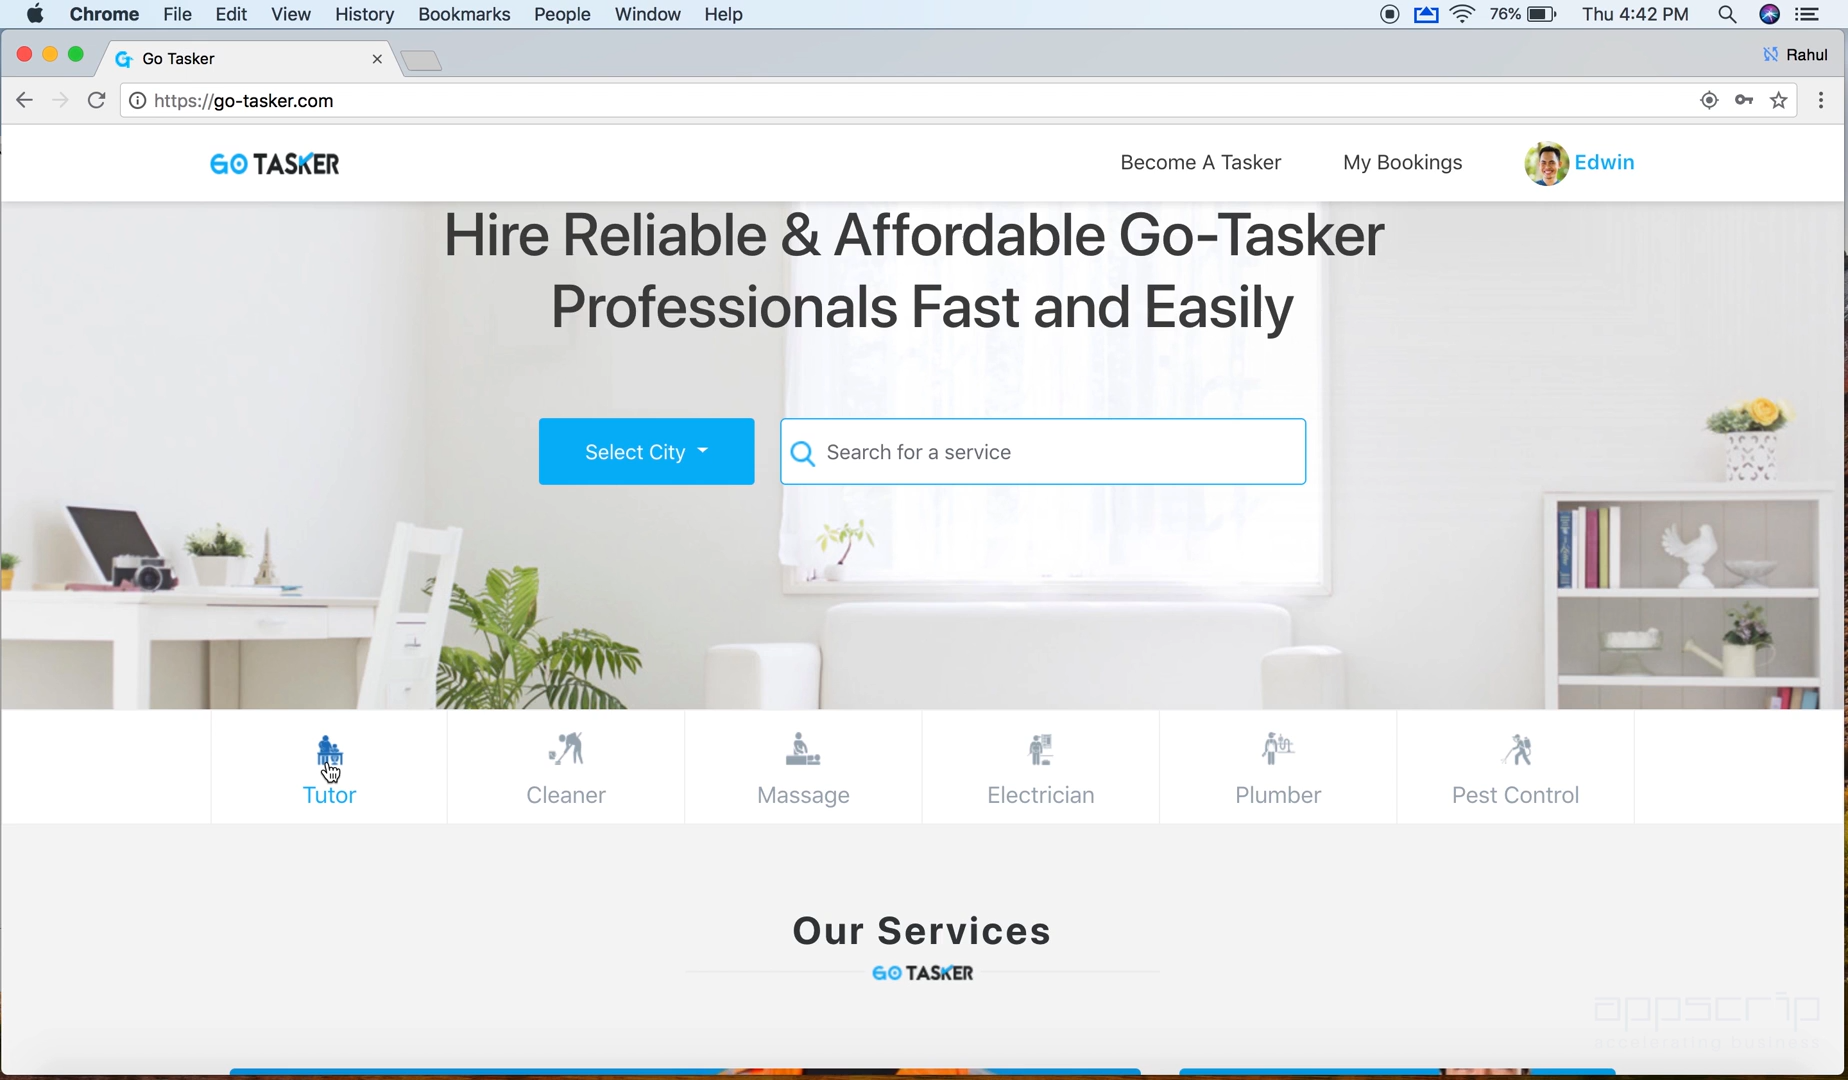 Chrome File Edit View History Bookmarks People Window Help 76% Thu 4:42 PM
Go Tasker Rahul
https://go-tasker.com
GO TASKER Become A Tasker My Bookings Edwin
Hire Reliable & Affordable Go-Tasker
Professionals Fast and Easily
Select City Search for a service
Tutor Cleaner Massage Electrician Plumber Pest Control
Our Services
GO TASKER
appscrip
accelerating business